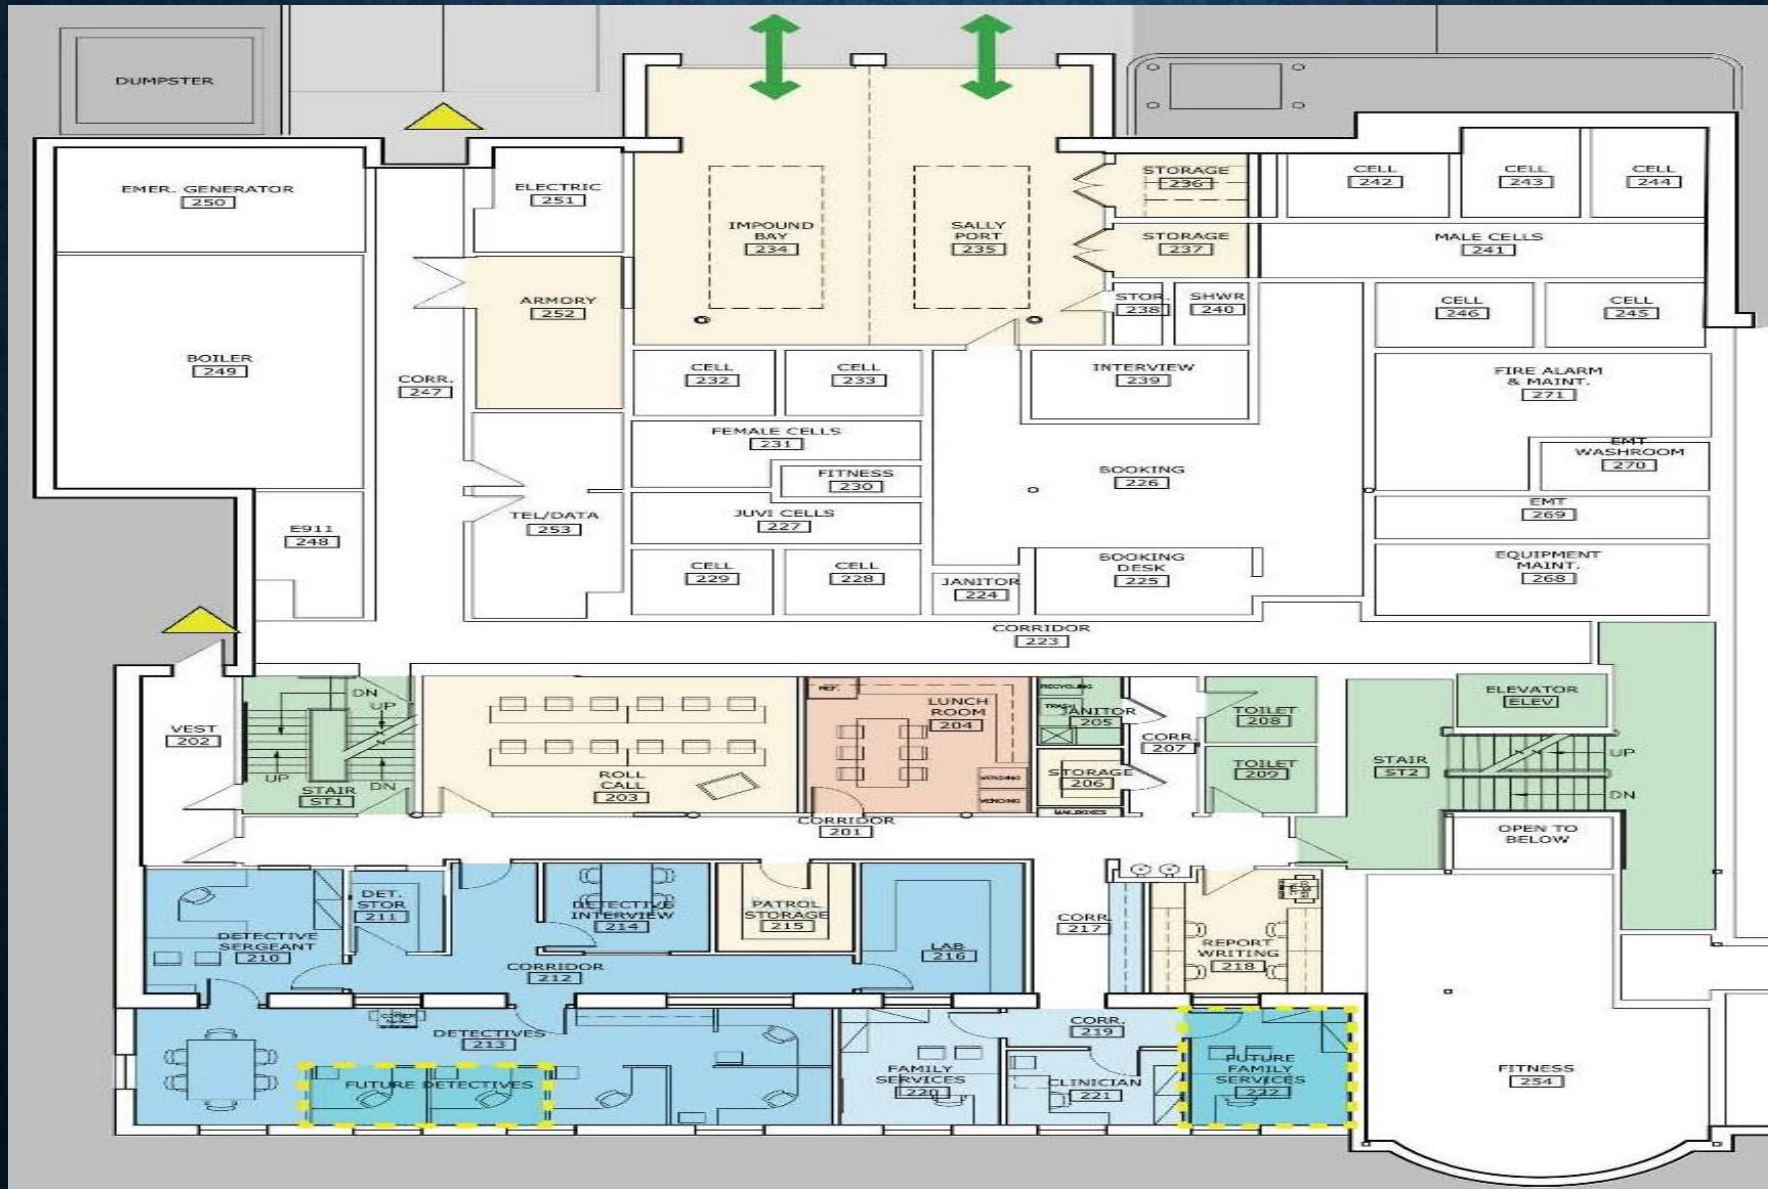 DUMPSTER
EMER. GENERATOR
250
ELECTRIC
251
IMPOUND
BAY
234
SALLY
PORT
235
STORAGE
236
STORAGE
237
CELL
242
CELL
243
CELL
244
MALE CELLS
241
ARMORY
252
STOR.
238
SHWR
240
CELL
246
CELL
245
BOILER
249
CORR.
247
CELL
232
CELL
233
INTERVIEW
239
FIRE ALARM
& MAINT.
271
FEMALE CELLS
231
FITNESS
230
BOOKING
226
EMT
WASHROOM
270
E911
248
TEL/DATA
253
JUVI CELLS
227
EMT
269
CELL
229
CELL
228
JANITOR
224
BOOKING
DESK
225
EQUIPMENT
MAINT.
268
CORRIDOR
223
VEST
202
DN
UP
UP
DN
STAIR
ST1
ROLL
CALL
203
REF.
LUNCH
ROOM
204
VENDING
VENDING
RECYCLING
TRASH
JANITOR
205
STORAGE
206
MAILBOXES
CORR.
207
TOILET
208
TOILET
209
STAIR
ST2
ELEVATOR
ELEV
UP
DN
OPEN TO
BELOW
CORRIDOR
201
DETECTIVE
SERGEANT
210
DET.
STOR
211
DETECTIVE
INTERVIEW
214
PATROL
STORAGE
215
LAB
216
CORR.
217
REPORT
WRITING
218
CORRIDOR
212
DETECTIVES
213
FUTURE DETECTIVES
FAMILY
SERVICES
220
CORR.
219
CLINICIAN
221
FUTURE
FAMILY
SERVICES
222
FITNESS
254